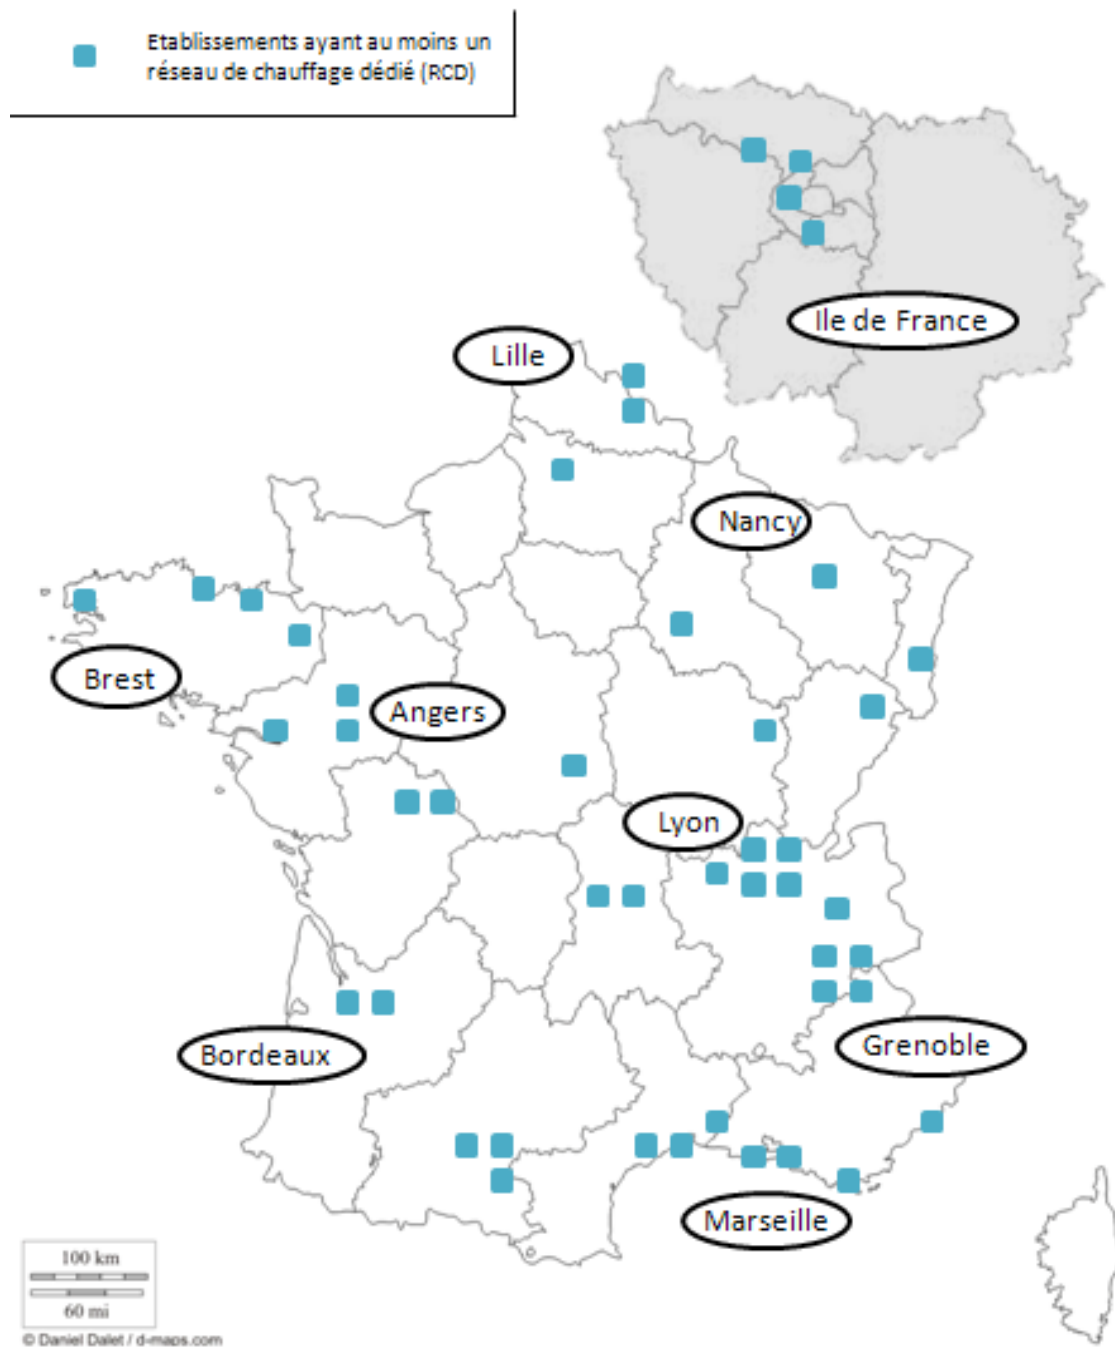 Etablissements ayant au moins un
réseau de chauffage dédié (RCD)
Ile de France
Lille
Nancy
Brest
Angers
Lyon
Bordeaux
Grenoble
Marseille
100 km
60 mi
© Daniel Dalet / d-maps.com